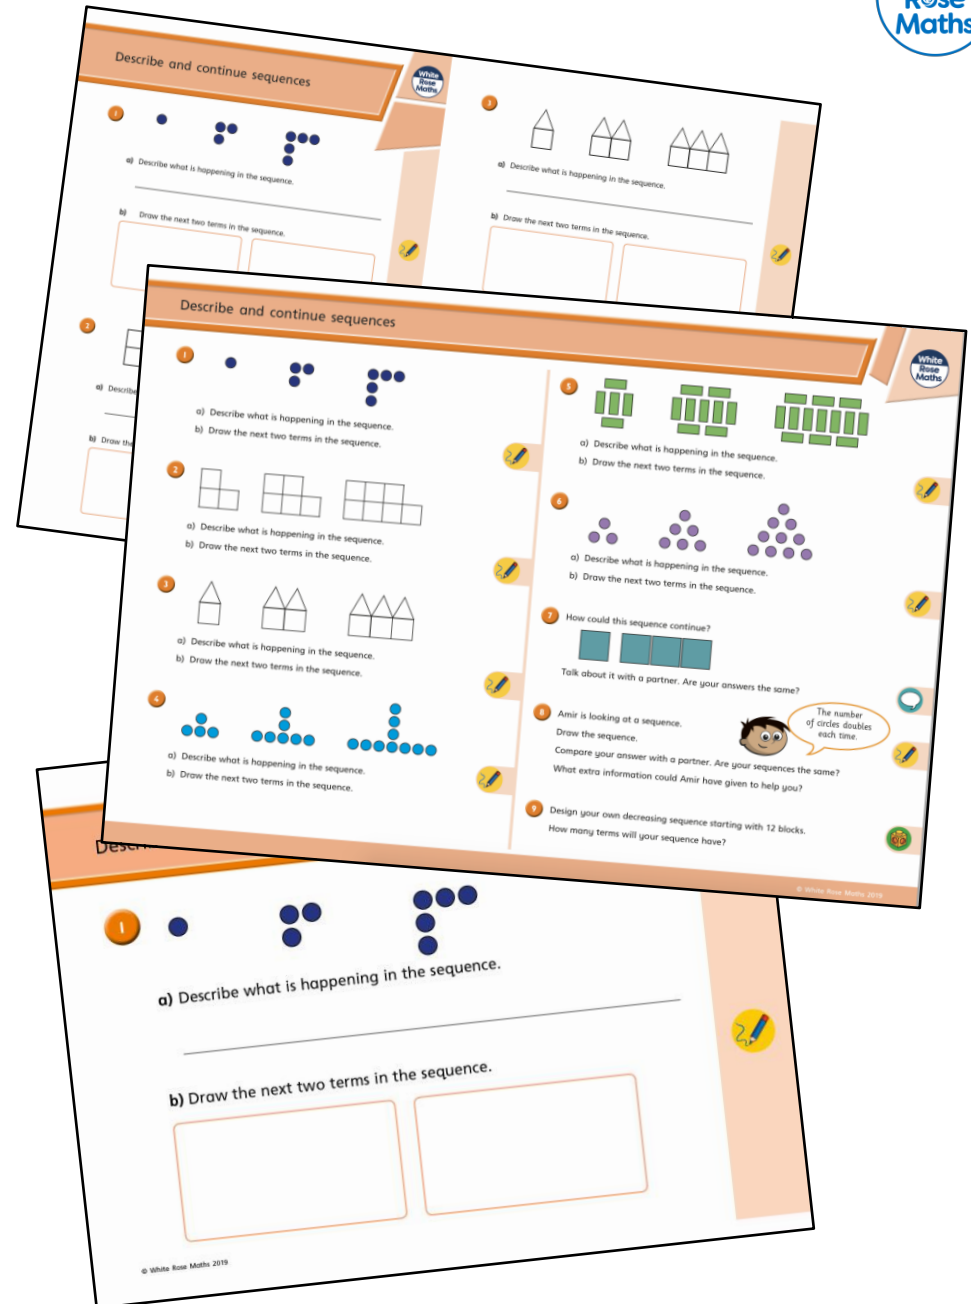 Rose
Maths
Describe and continue sequences
White
Rose
Maths
1
a) Describe what is happening in the sequence.
b) Draw the next two terms in the sequence.
2
a) Describe
b) Draw the
3
a) Describe what is happening in the sequence.
b) Draw the next two terms in the sequence.
Describe and continue sequences
White
Rose
Maths
1
a) Describe what is happening in the sequence.
b) Draw the next two terms in the sequence.
2
a) Describe what is happening in the sequence.
b) Draw the next two terms in the sequence.
3
a) Describe what is happening in the sequence.
b) Draw the next two terms in the sequence.
4
a) Describe what is happening in the sequence.
b) Draw the next two terms in the sequence.
5
a) Describe what is happening in the sequence.
b) Draw the next two terms in the sequence.
6
a) Describe what is happening in the sequence.
b) Draw the next two terms in the sequence.
7 How could this sequence continue?
Talk about it with a partner. Are your answers the same?
8 Amir is looking at a sequence.
The number
of circles doubles
each time.
Draw the sequence.
Compare your answer with a partner. Are your sequences the same?
What extra information could Amir have given to help you?
9 Design your own decreasing sequence starting with 12 blocks.
How many terms will your sequence have?
© White Rose Maths 2019
1
a) Describe what is happening in the sequence.
b) Draw the next two terms in the sequence.
© White Rose Maths 2019